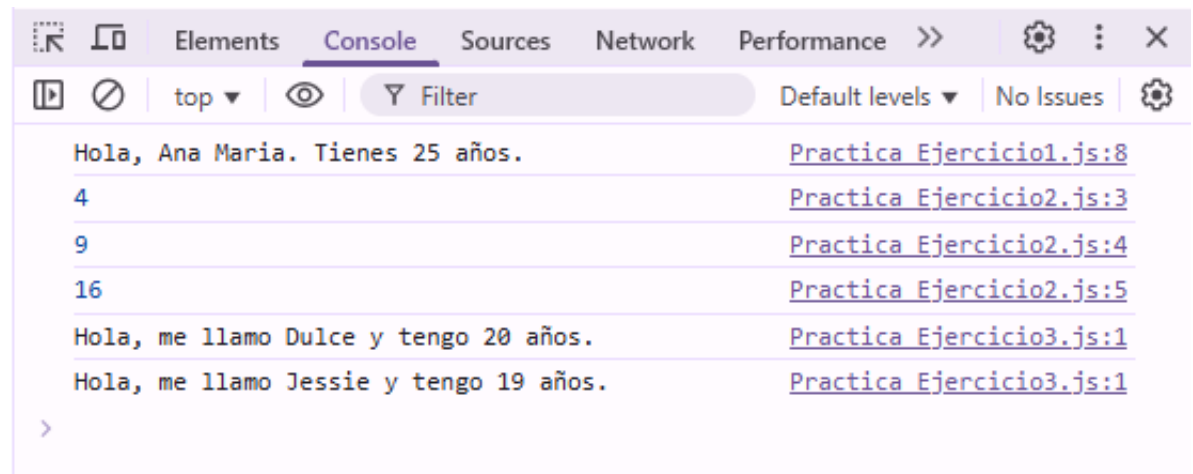 Elements Console Sources Network Performance
top Filter Default levels No Issues
Hola, Ana Maria. Tienes 25 años. Practica Ejercicio1.js:8
4 Practica Ejercicio2.js:3
9 Practica Ejercicio2.js:4
16 Practica Ejercicio2.js:5
Hola, me llamo Dulce y tengo 20 años. Practica Ejercicio3.js:1
Hola, me llamo Jessie y tengo 19 años. Practica Ejercicio3.js:1